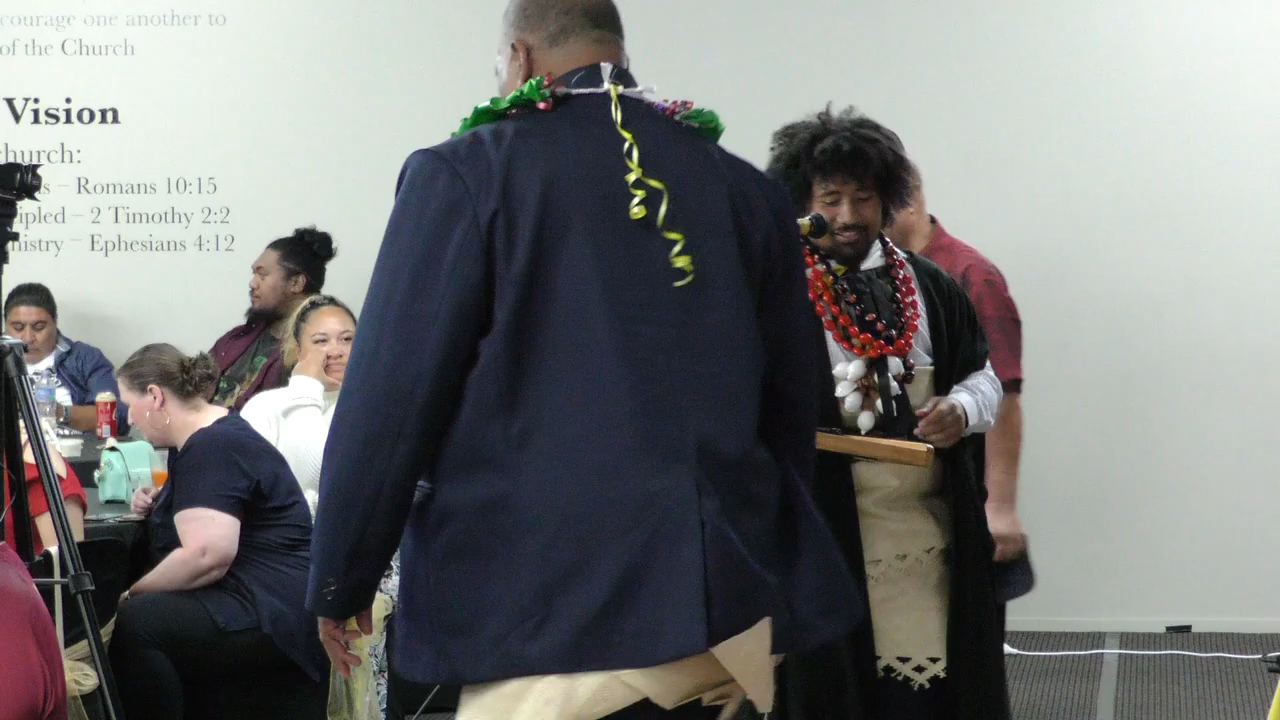 courage one another to
of the Church
Vision
church:
s – Romans 10:15
ipled – 2 Timothy 2:2
nistry – Ephesians 4:12